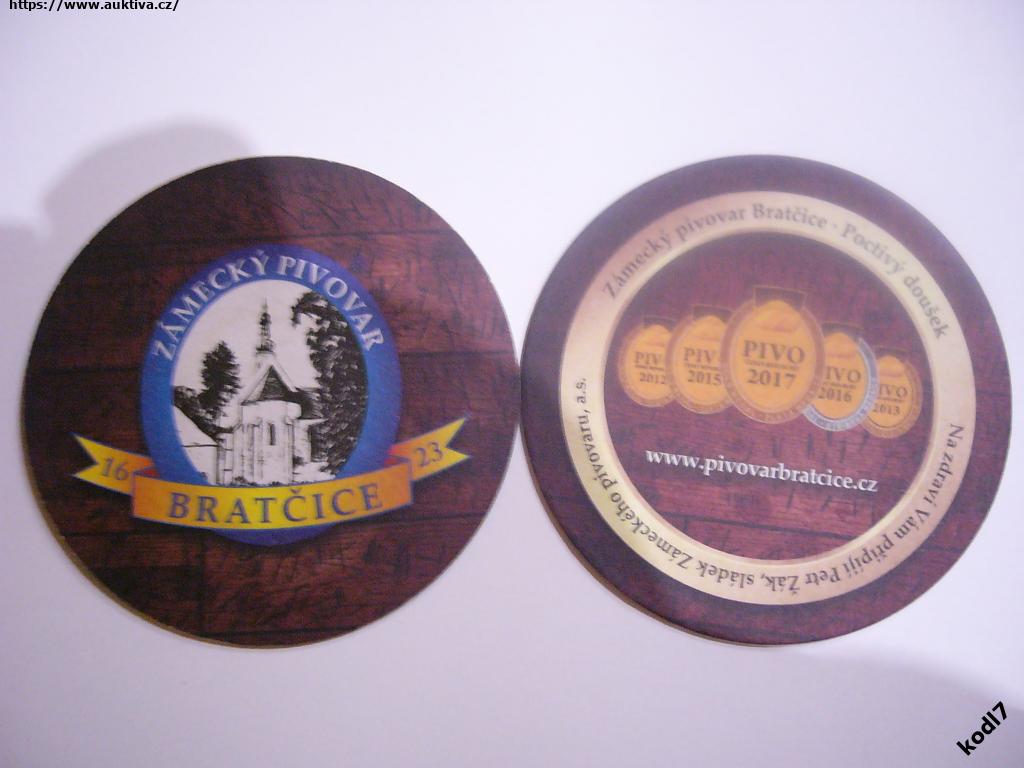 https://www.auktiva.cz/
ZÁMECKÝ PIVOVAR
16 23
BRATČICE
Zámecký pivovar Bratčice · Poctivý doušek
Na zdraví Vám připíjí Petr Žák, sládek Zámeckého pivovaru, a.s.
PIVO
2012
PIVO
2015
PIVO
2017
PIVO
2016
PIVO
2013
www.pivovarbratcice.cz
kodl7